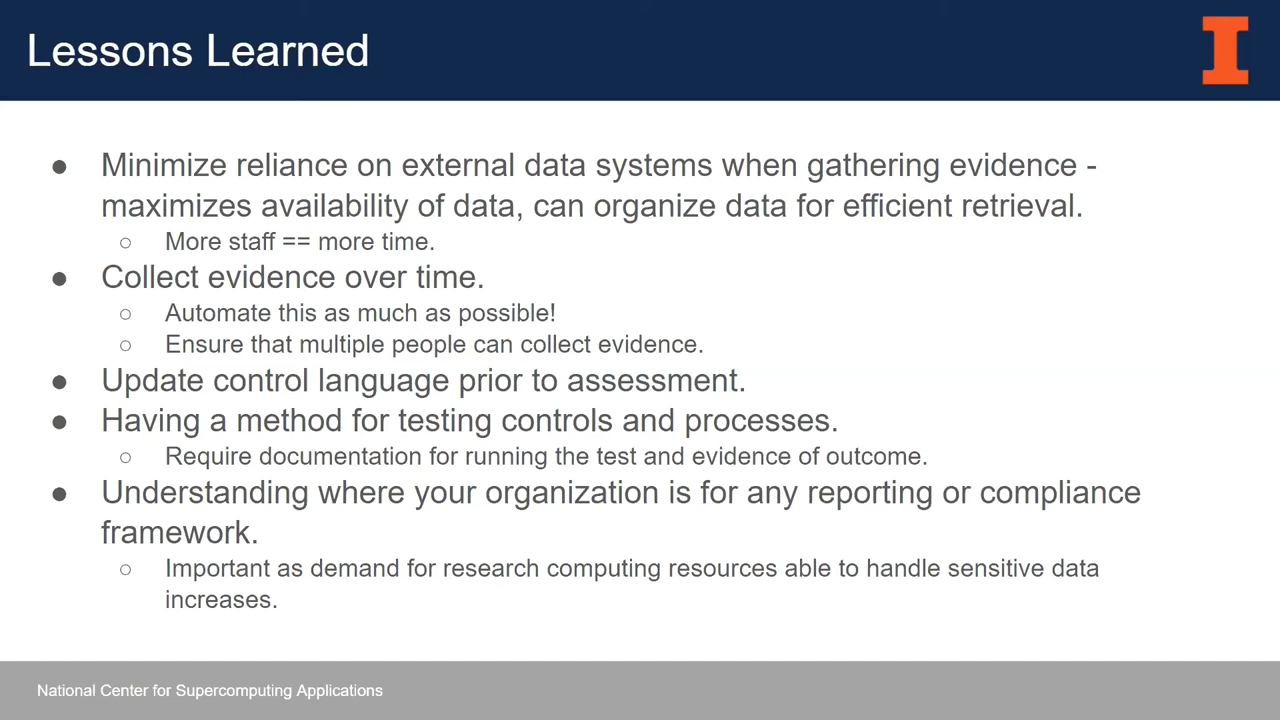 Lessons Learned
● Minimize reliance on external data systems when gathering evidence -
maximizes availability of data, can organize data for efficient retrieval.
○ More staff == more time.
● Collect evidence over time.
○ Automate this as much as possible!
○ Ensure that multiple people can collect evidence.
● Update control language prior to assessment.
● Having a method for testing controls and processes.
○ Require documentation for running the test and evidence of outcome.
● Understanding where your organization is for any reporting or compliance
framework.
○ Important as demand for research computing resources able to handle sensitive data
increases.
National Center for Supercomputing Applications